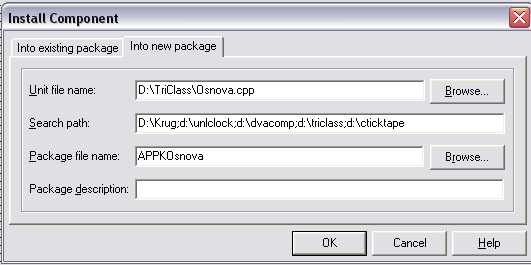 Install Component
Into existing package
Into new package
Unit file name:
D:\TriClass\Osnova.cpp
Browse...
Search path:
D:\Krug;d:\unlclock;d:\dvacomp;d:\triclass;d:\cticktape
Package file name:
APPKOsnova
Browse...
Package description:
OK
Cancel
Help